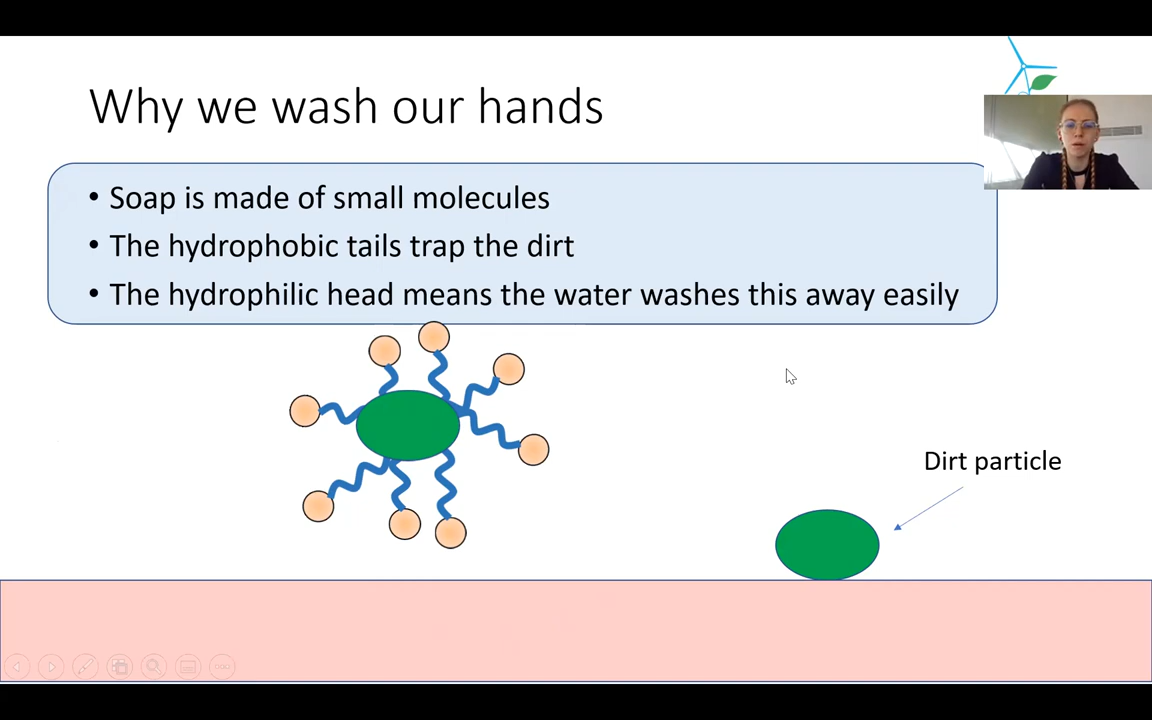 Why we wash our hands
• Soap is made of small molecules
• The hydrophobic tails trap the dirt
• The hydrophilic head means the water washes this away easily
Dirt particle